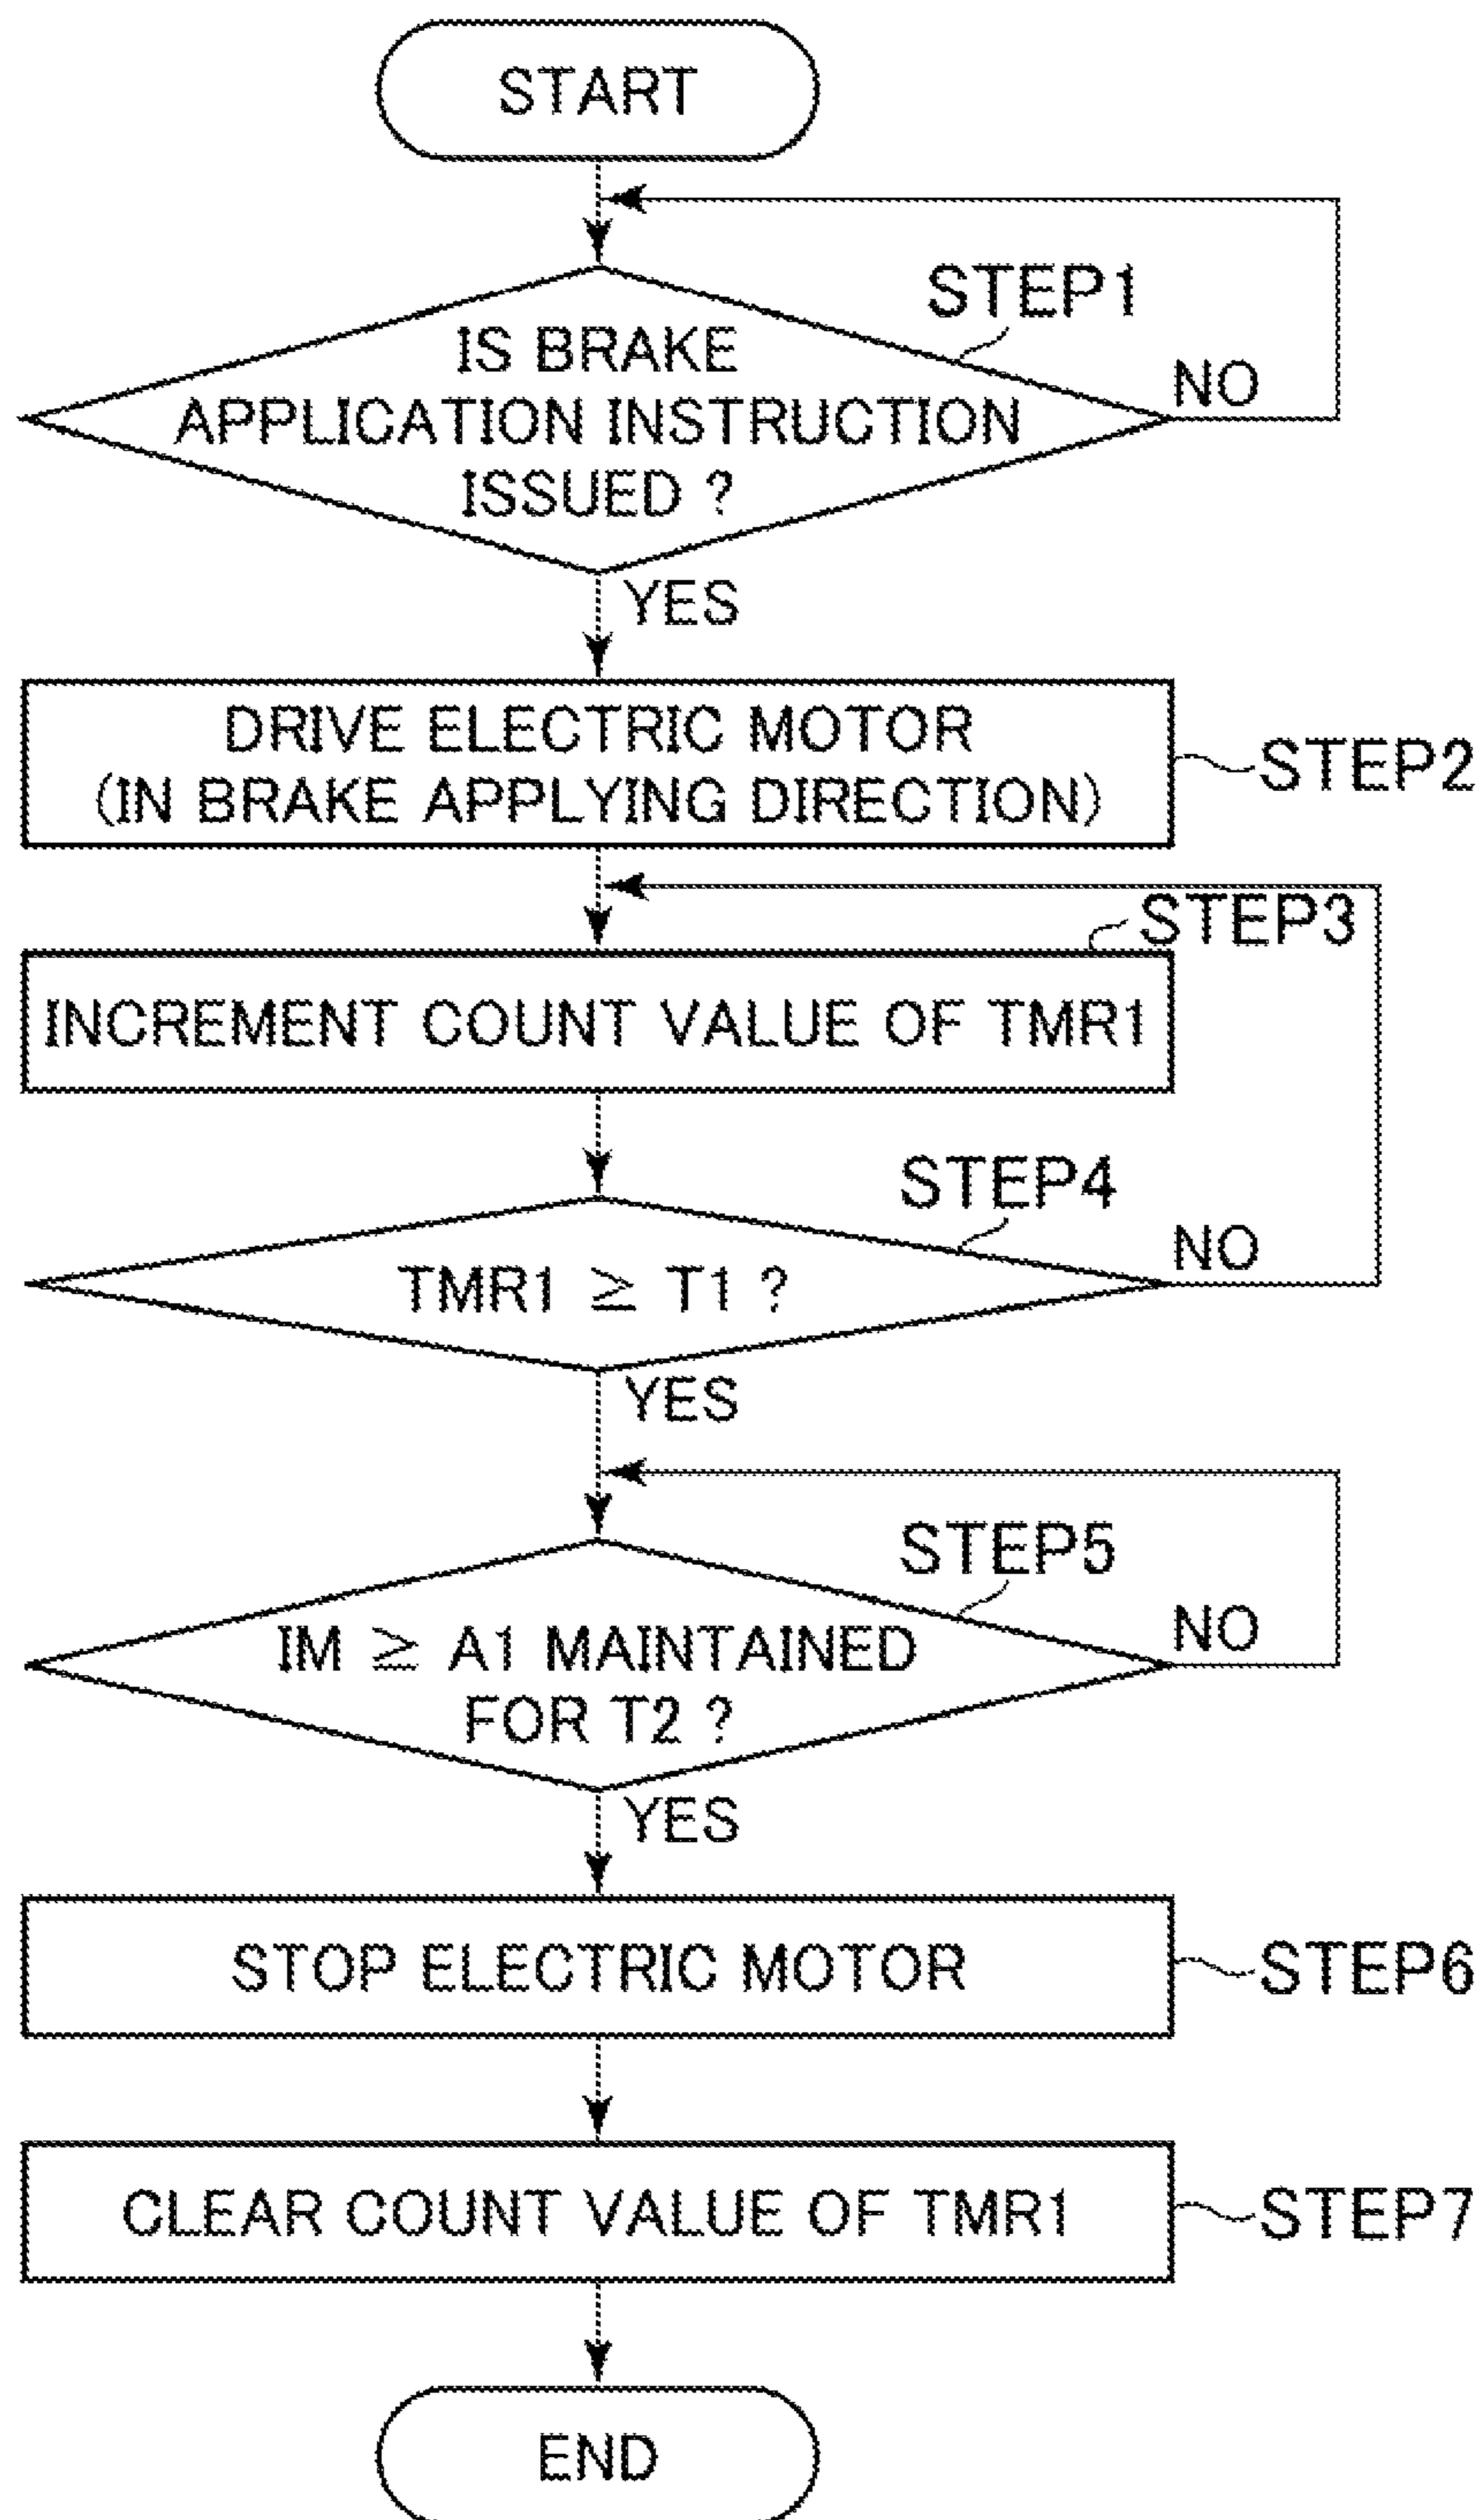 START
STEP1
IS BRAKE
APPLICATION INSTRUCTION
ISSUED ?
NO
YES
DRIVE ELECTRIC MOTOR
(IN BRAKE APPLYING DIRECTION)
STEP2
STEP3
INCREMENT COUNT VALUE OF TMR1
STEP4
TMR1 ≧ T1 ?
NO
YES
STEP5
IM ≧ A1 MAINTAINED
FOR T2 ?
NO
YES
STOP ELECTRIC MOTOR
STEP6
CLEAR COUNT VALUE OF TMR1
STEP7
END